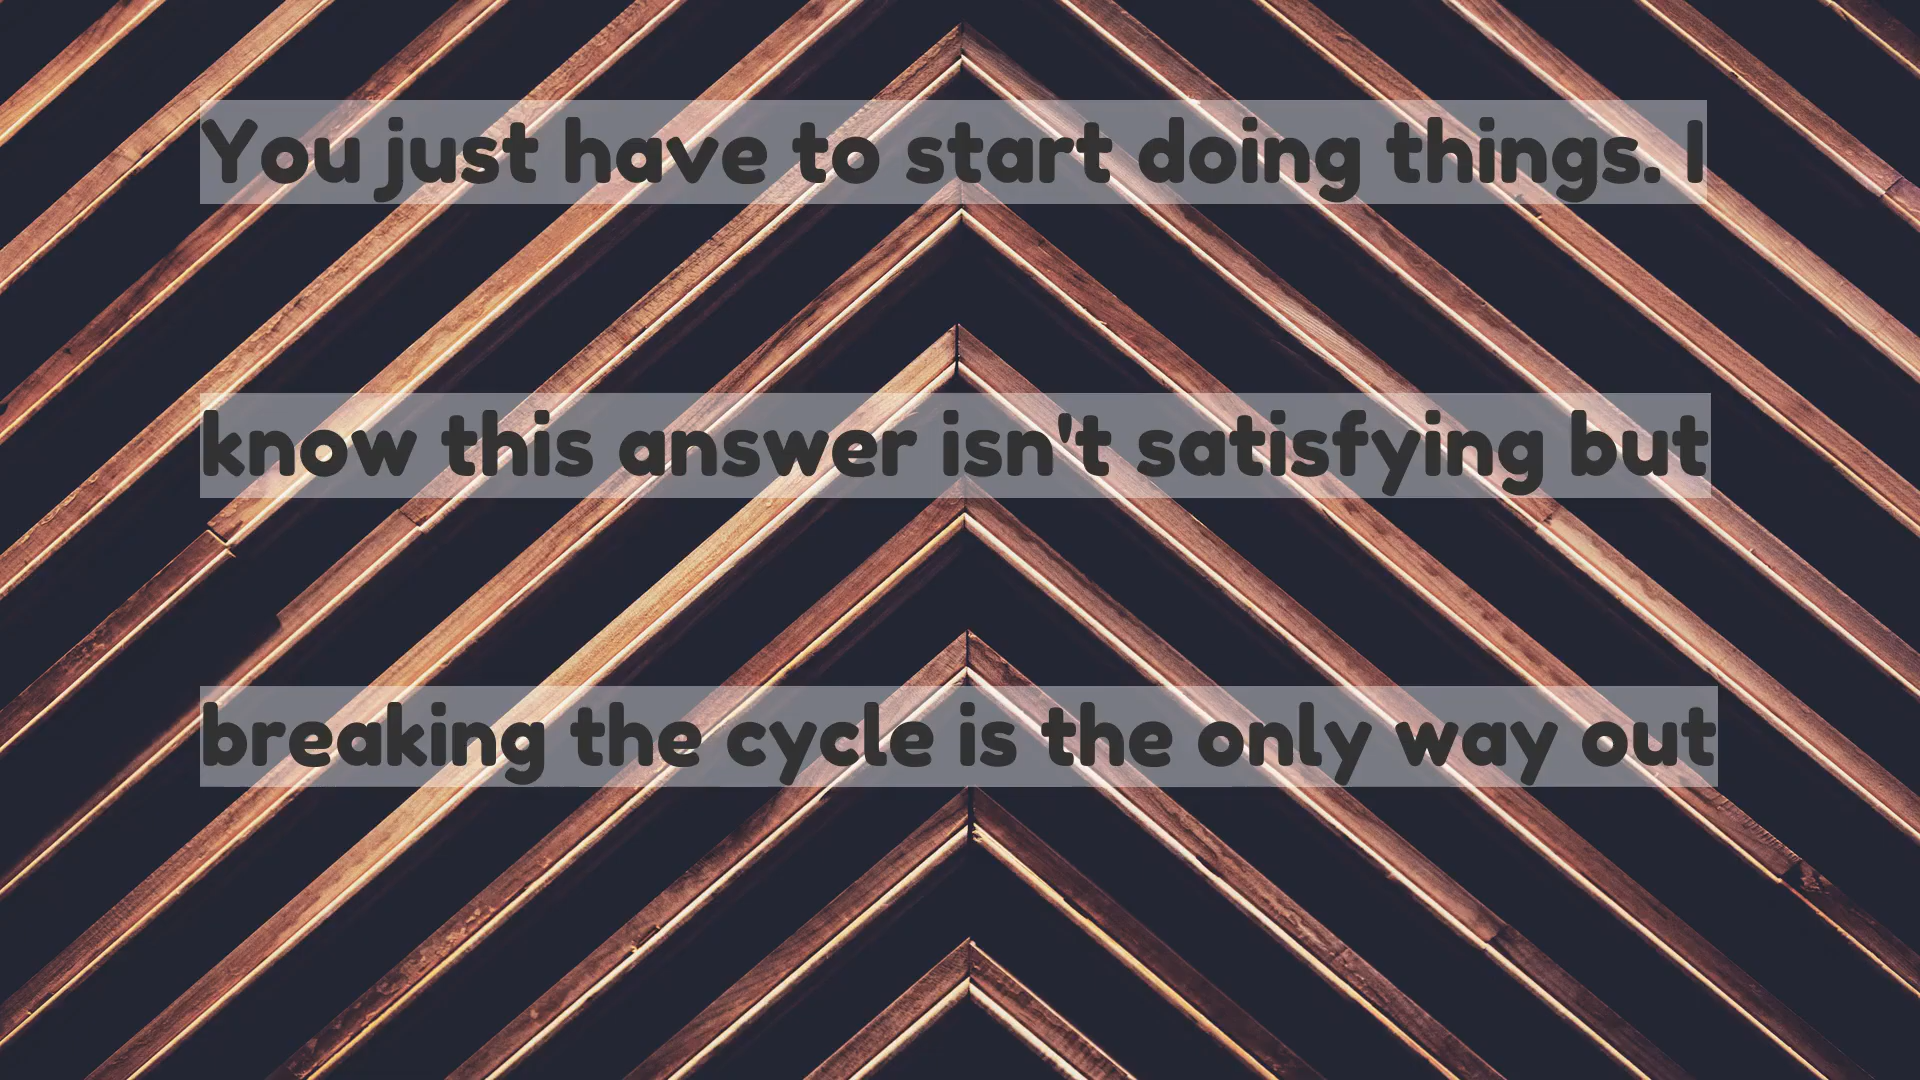 You just have to start doing things. I
know this answer isn't satisfying but
breaking the cycle is the only way out